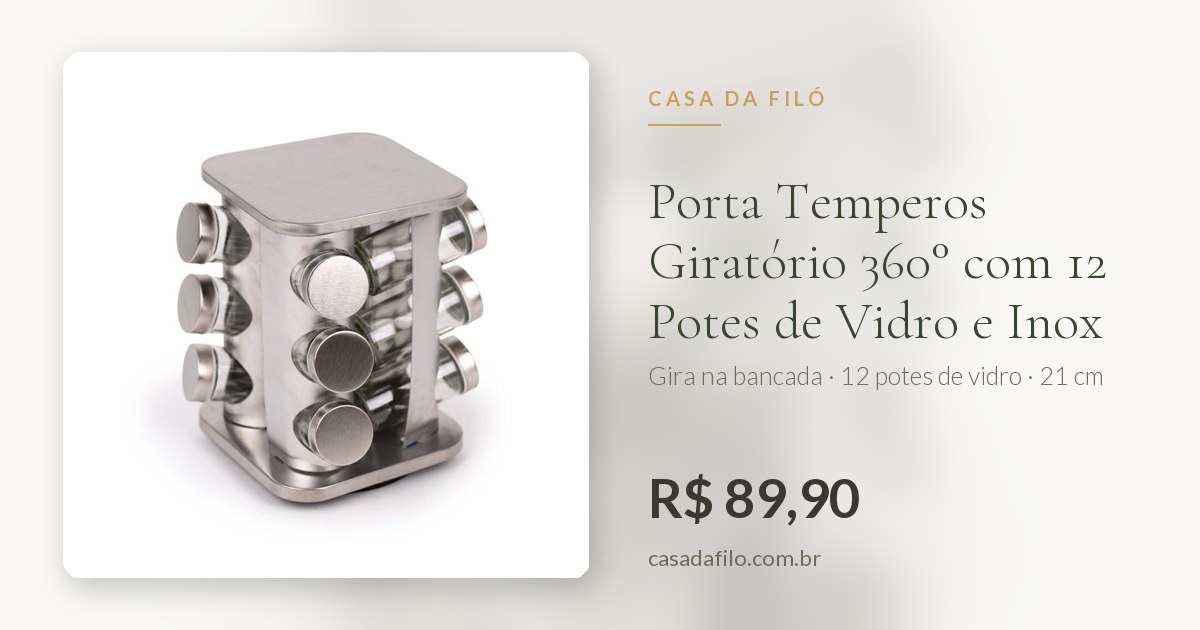 CASA DA FILÓ
Porta Temperos
Giratório 360° com 12
Potes de Vidro e Inox
Gira na bancada · 12 potes de vidro · 21 cm
R$ 89,90
casadafilo.com.br